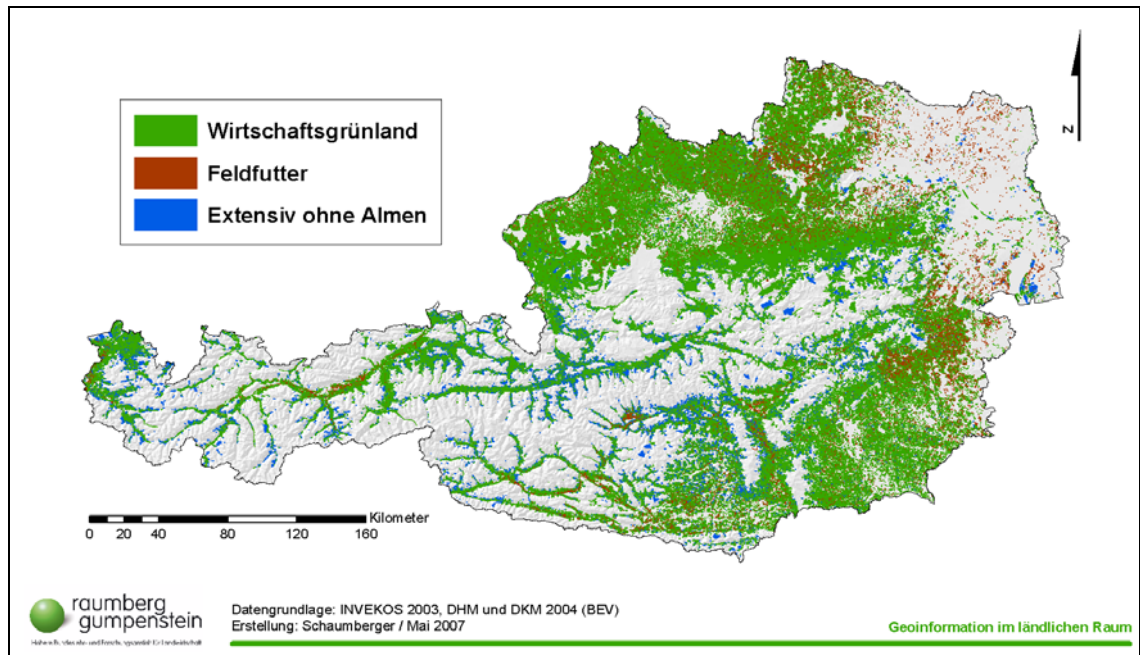 Wirtschaftsgrünland
Feldfutter
Extensiv ohne Almen
N
Kilometer
0 20 40 80 120 160
raumberg
gumpenstein
Datengrundlage: INVEKOS 2003, DHM und DKM 2004 (BEV)
Erstellung: Schaumberger / Mai 2007
Geoinformation im ländlichen Raum